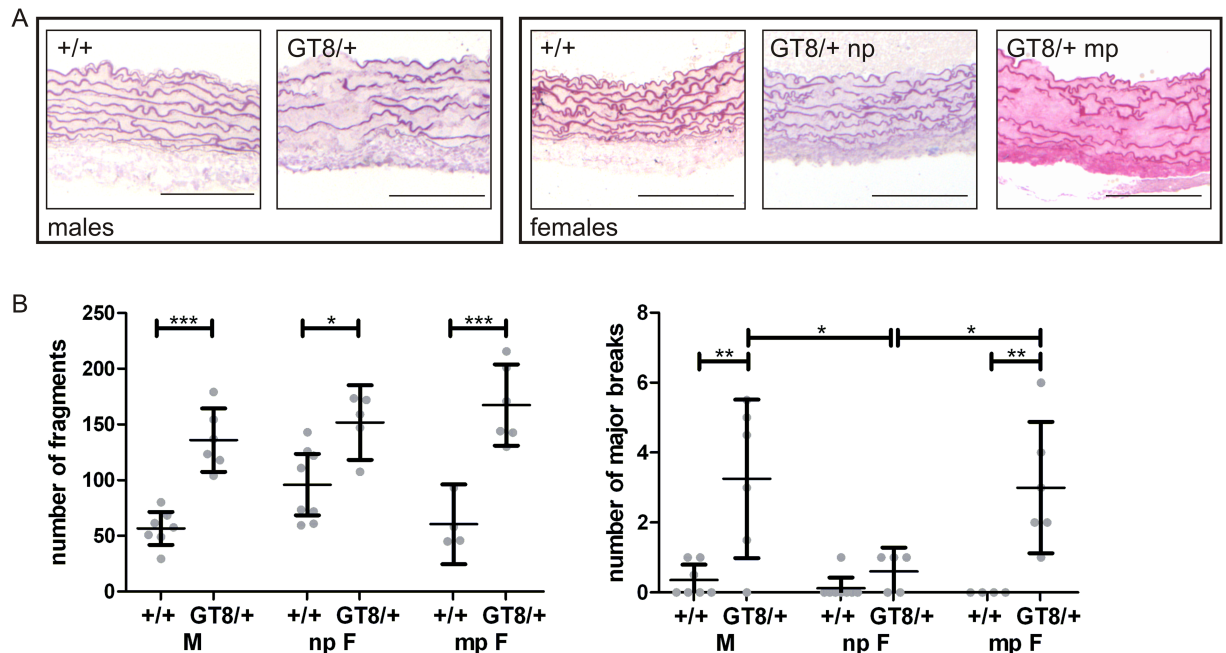 A
+/+ GT8/+ +/+ GT8/+ np GT8/+ mp
males females
B
number of fragments
250
200
150
100
50
0
*** * ***
+/+ GT8/+ +/+ GT8/+ +/+ GT8/+
M np F mp F
number of major breaks
8
6
4
2
0
* *
** **
+/+ GT8/+ +/+ GT8/+ +/+ GT8/+
M np F mp F